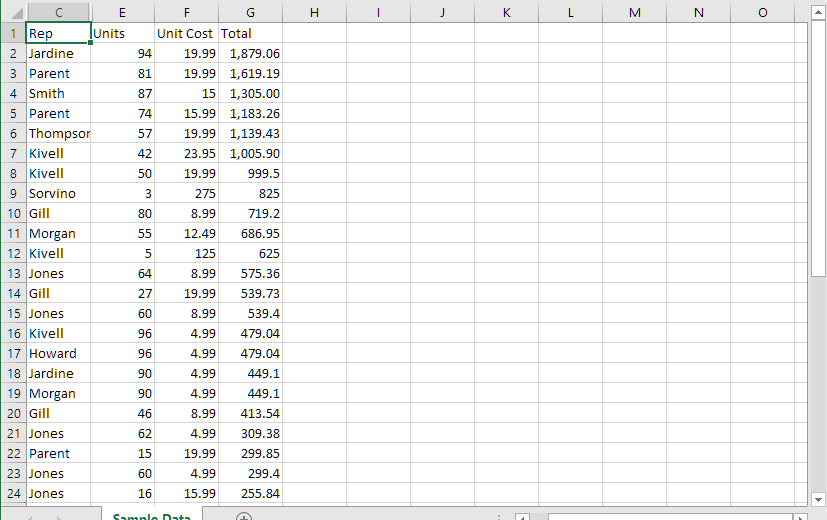 C E F G H I J K L M N O
1 Rep Units Unit Cost Total
2 Jardine 94 19.99 1,879.06
3 Parent 81 19.99 1,619.19
4 Smith 87 15 1,305.00
5 Parent 74 15.99 1,183.26
6 Thompsor 57 19.99 1,139.43
7 Kivell 42 23.95 1,005.90
8 Kivell 50 19.99 999.5
9 Sorvino 3 275 825
10 Gill 80 8.99 719.2
11 Morgan 55 12.49 686.95
12 Kivell 5 125 625
13 Jones 64 8.99 575.36
14 Gill 27 19.99 539.73
15 Jones 60 8.99 539.4
16 Kivell 96 4.99 479.04
17 Howard 96 4.99 479.04
18 Jardine 90 4.99 449.1
19 Morgan 90 4.99 449.1
20 Gill 46 8.99 413.54
21 Jones 62 4.99 309.38
22 Parent 15 19.99 299.85
23 Jones 60 4.99 299.4
24 Jones 16 15.99 255.84
Sample Data